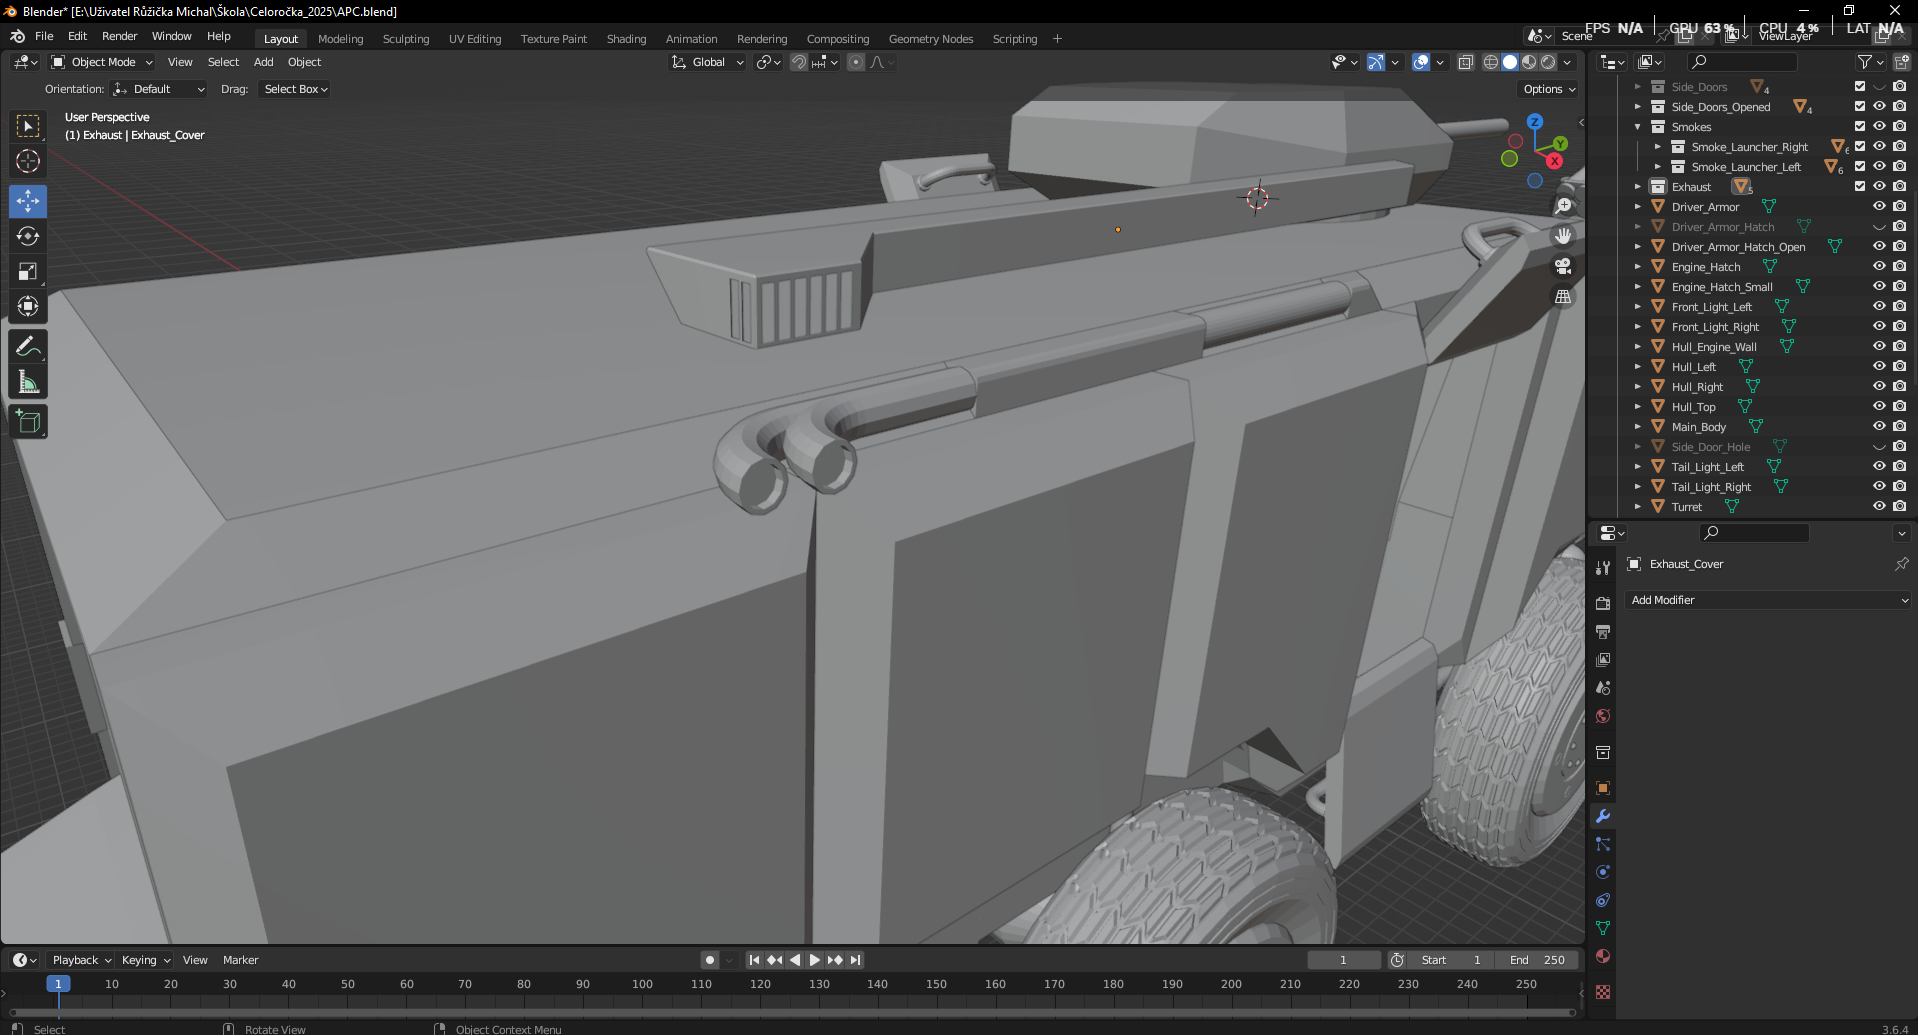 Blender* [E:\Uživatel Růžička Michal\Škola\Celoročka_2025\APC.blend]
File Edit Render Window Help
Layout Modeling Sculpting UV Editing Texture Paint Shading Animation Rendering Compositing Geometry Nodes Scripting
Scene
ViewLayer
FPS N/A GPU 63 % CPU 4 % LAT N/A
Object Mode View Select Add Object
Global
Orientation: Default Drag: Select Box
Options
User Perspective
(1) Exhaust | Exhaust_Cover
Z
Y
X
Side_Doors 4
Side_Doors_Opened 4
Smokes
Smoke_Launcher_Right 6
Smoke_Launcher_Left 6
Exhaust 5
Driver_Armor
Driver_Armor_Hatch
Driver_Armor_Hatch_Open
Engine_Hatch
Engine_Hatch_Small
Front_Light_Left
Front_Light_Right
Hull_Engine_Wall
Hull_Left
Hull_Right
Hull_Top
Main_Body
Side_Door_Hole
Tail_Light_Left
Tail_Light_Right
Turret
Exhaust_Cover
Add Modifier
Playback Keying View Marker
1 Start 1 End 250
1 10 20 30 40 50 60 70 80 90 100 110 120 130 140 150 160 170 180 190 200 210 220 230 240 250
Select Rotate View Object Context Menu
3.6.4